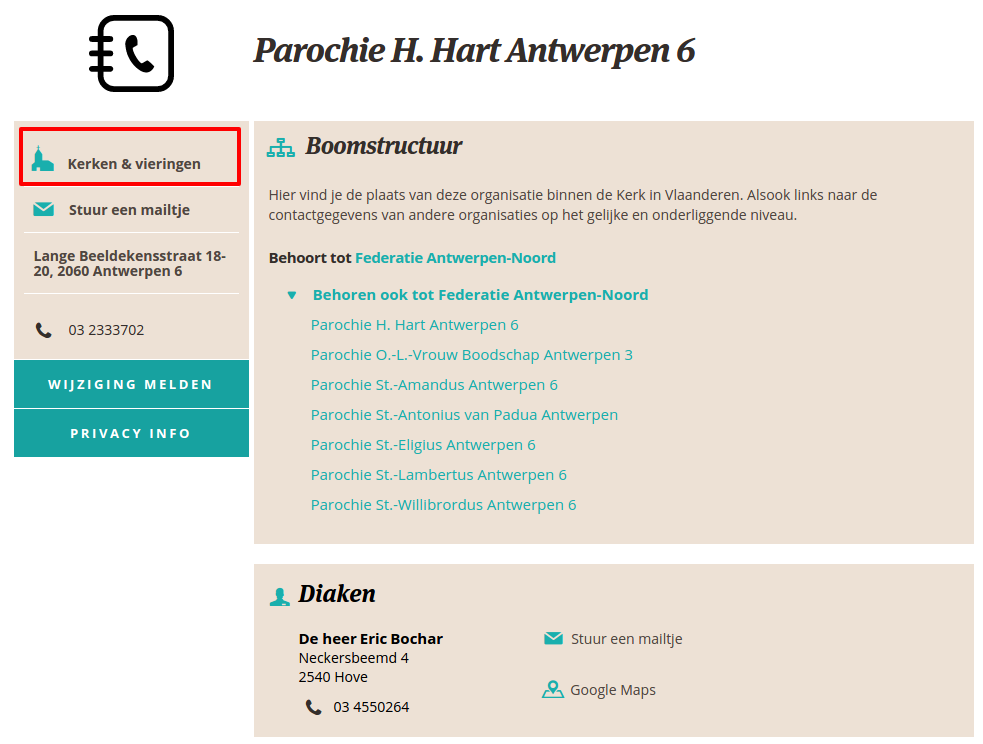 Parochie H. Hart Antwerpen 6
Kerken & vieringen
Stuur een mailtje
Lange Beeldekensstraat 18-
20, 2060 Antwerpen 6
03 2333702
WIJZIGING MELDEN
PRIVACY INFO
Boomstructuur
Hier vind je de plaats van deze organisatie binnen de Kerk in Vlaanderen. Alsook links naar de
contactgegevens van andere organisaties op het gelijke en onderliggende niveau.
Behoort tot Federatie Antwerpen-Noord
Behoren ook tot Federatie Antwerpen-Noord
Parochie H. Hart Antwerpen 6
Parochie O.-L.-Vrouw Boodschap Antwerpen 3
Parochie St.-Amandus Antwerpen 6
Parochie St.-Antonius van Padua Antwerpen
Parochie St.-Eligius Antwerpen 6
Parochie St.-Lambertus Antwerpen 6
Parochie St.-Willibrordus Antwerpen 6
Diaken
De heer Eric Bochar
Neckersbeemd 4
2540 Hove
03 4550264
Stuur een mailtje
Google Maps